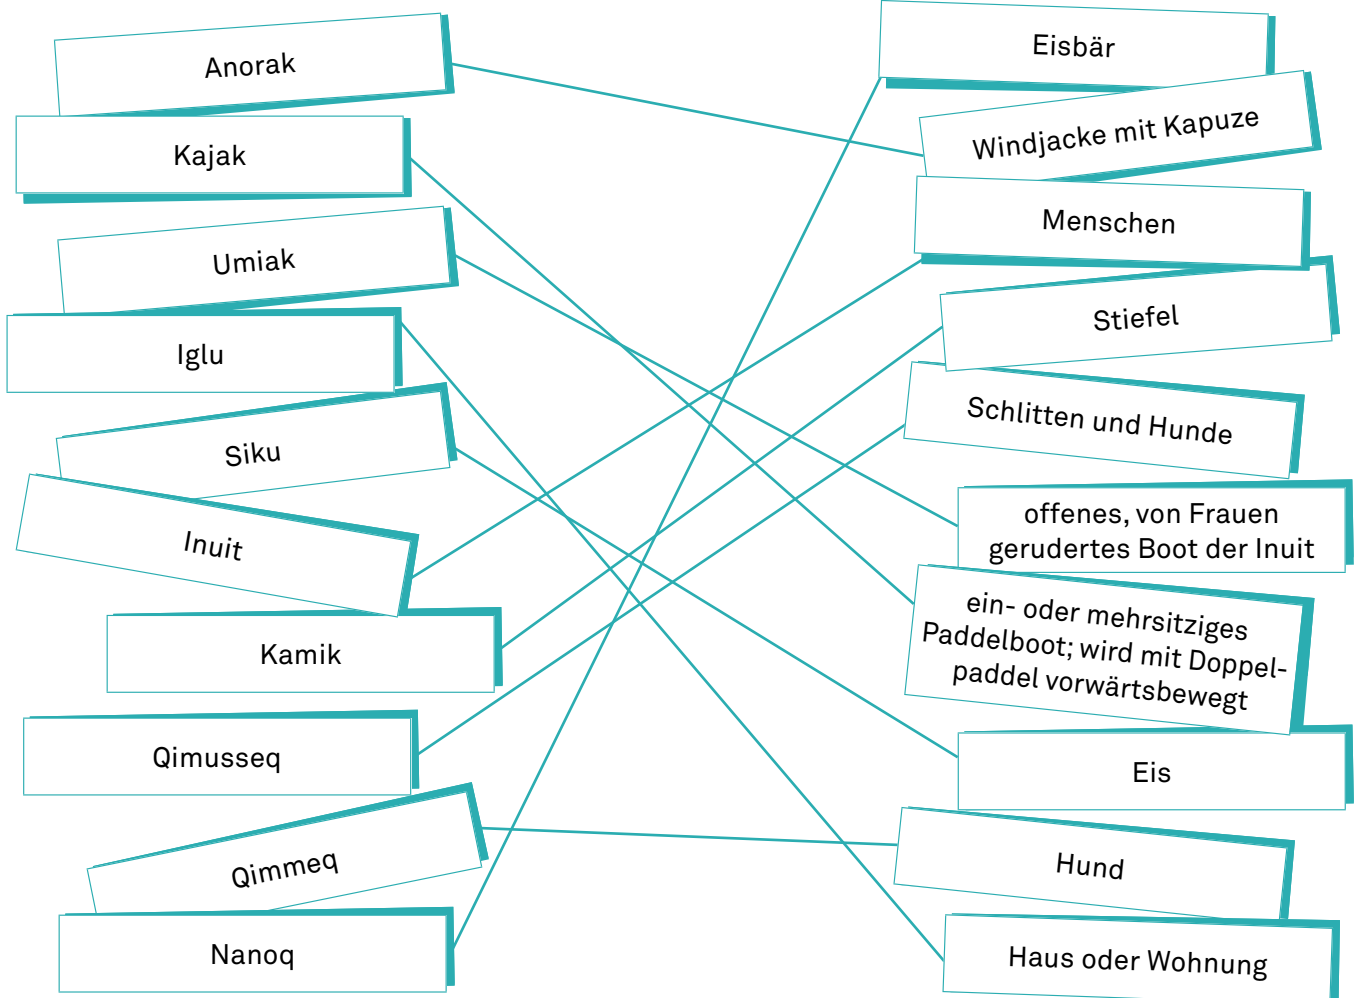 Anorak
Kajak
Umiak
Iglu
Siku
Inuit
Kamik
Qimusseq
Qimmeq
Nanoq
Eisbär
Windjacke mit Kapuze
Menschen
Stiefel
Schlitten und Hunde
offenes, von Frauen
gerudertes Boot der Inuit
ein- oder mehrsitziges
Paddelboot; wird mit Doppel-
paddel vorwärtsbewegt
Eis
Hund
Haus oder Wohnung